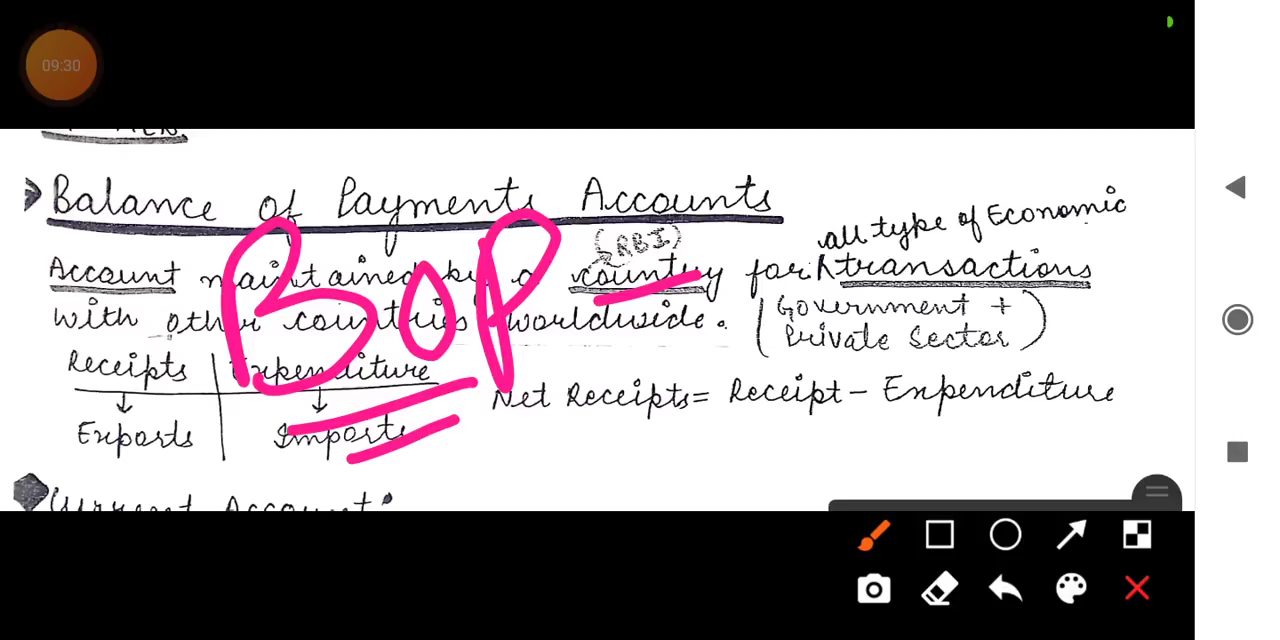 09:30
Balance of Payments Accounts
(RBI)
all type of Economic
Account maintained by a country for transactions
with other countries worldwide.
(Government +
Private Sector)
BOP
Receipts Expenditure
Net Receipts = Receipt - Expenditure
Exports Imports
Current Account: